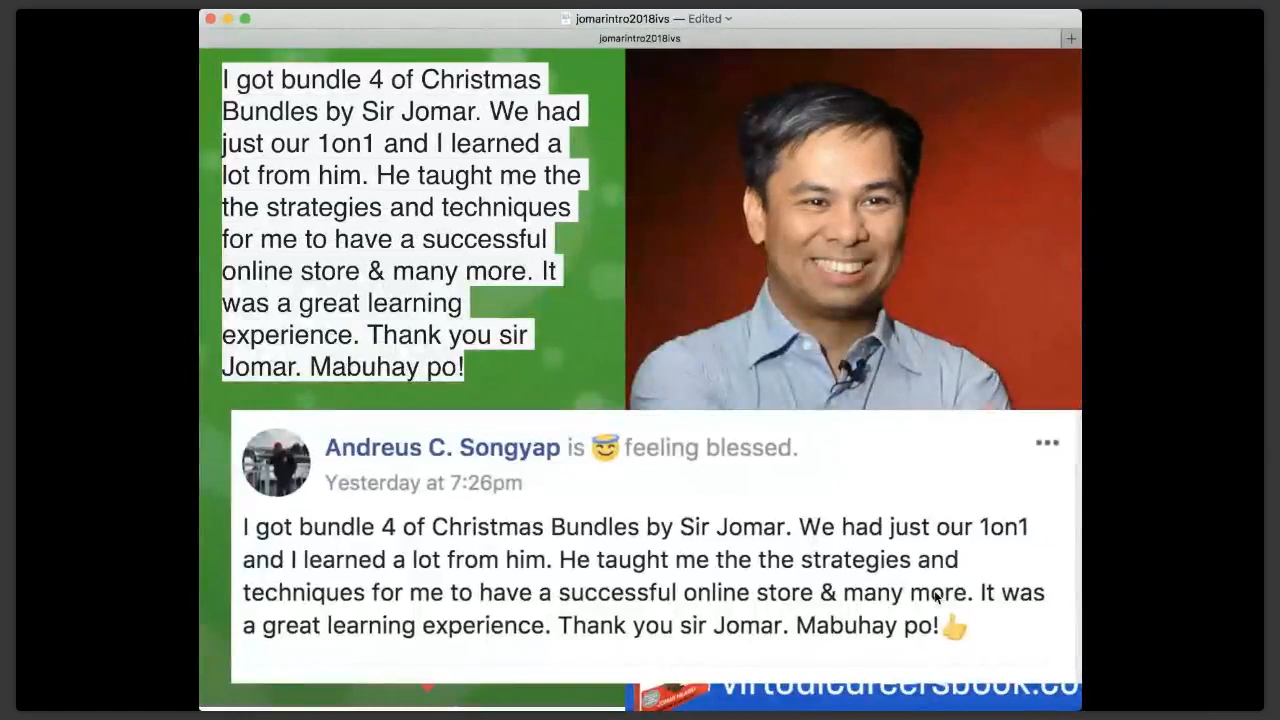 jomarintro2018ivs — Edited
jomarintro2018ivs
I got bundle 4 of Christmas
Bundles by Sir Jomar. We had
just our 1on1 and I learned a
lot from him. He taught me the
the strategies and techniques
for me to have a successful
online store & many more. It
was a great learning
experience. Thank you sir
Jomar. Mabuhay po!
Andreus C. Songyap is 😇 feeling blessed.
Yesterday at 7:26pm
I got bundle 4 of Christmas Bundles by Sir Jomar. We had just our 1on1
and I learned a lot from him. He taught me the the strategies and
techniques for me to have a successful online store & many more. It was
a great learning experience. Thank you sir Jomar. Mabuhay po!👍
virtualcareersbook.co